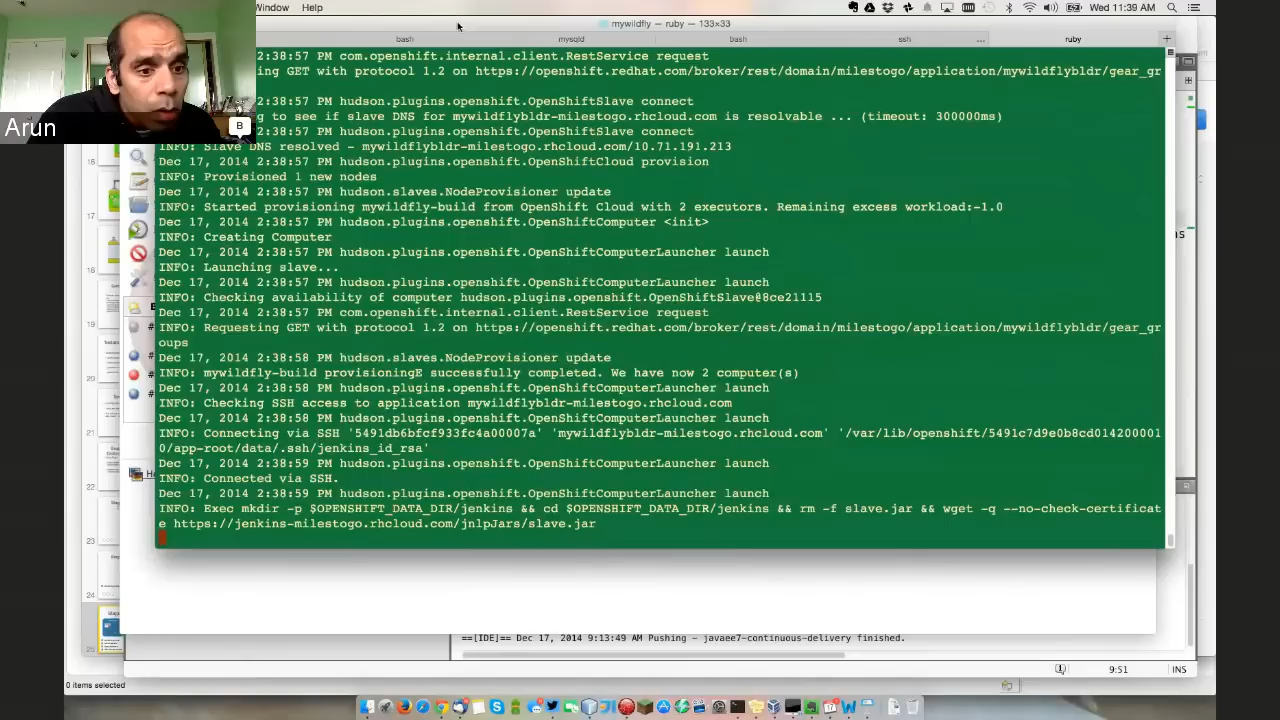 Window Help
Wed 11:39 AM
mywildfly — ruby — 133×33
bash mysqld bash ssh ... ruby
2:38:57 PM com.openshift.internal.client.RestService request
ing GET with protocol 1.2 on https://openshift.redhat.com/broker/rest/domain/milestogo/application/mywildflybldr/gear_gr
2:38:57 PM hudson.plugins.openshift.OpenShiftSlave connect
g to see if slave DNS for mywildflybldr-milestogo.rhcloud.com is resolvable ... (timeout: 300000ms)
2:38:57 PM hudson.plugins.openshift.OpenShiftSlave connect
Arun
B
INFO: Slave DNS resolved - mywildflybldr-milestogo.rhcloud.com/10.71.191.213
Dec 17, 2014 2:38:57 PM hudson.plugins.openshift.OpenShiftCloud provision
INFO: Provisioned 1 new nodes
Dec 17, 2014 2:38:57 PM hudson.slaves.NodeProvisioner update
INFO: Started provisioning mywildfly-build from OpenShift Cloud with 2 executors. Remaining excess workload:-1.0
Dec 17, 2014 2:38:57 PM hudson.plugins.openshift.OpenShiftComputer <init>
INFO: Creating Computer
Dec 17, 2014 2:38:57 PM hudson.plugins.openshift.OpenShiftComputerLauncher launch
INFO: Launching slave...
Dec 17, 2014 2:38:57 PM hudson.plugins.openshift.OpenShiftComputerLauncher launch
INFO: Checking availability of computer hudson.plugins.openshift.OpenShiftSlave@8ce21115
Dec 17, 2014 2:38:57 PM com.openshift.internal.client.RestService request
INFO: Requesting GET with protocol 1.2 on https://openshift.redhat.com/broker/rest/domain/milestogo/application/mywildflybldr/gear_gr
oups
Dec 17, 2014 2:38:58 PM hudson.slaves.NodeProvisioner update
INFO: mywildfly-build provisioningE successfully completed. We have now 2 computer(s)
Dec 17, 2014 2:38:58 PM hudson.plugins.openshift.OpenShiftComputerLauncher launch
INFO: Checking SSH access to application mywildflybldr-milestogo.rhcloud.com
Dec 17, 2014 2:38:58 PM hudson.plugins.openshift.OpenShiftComputerLauncher launch
INFO: Connecting via SSH '5491db6bfcf933fc4a00007a' 'mywildflybldr-milestogo.rhcloud.com' '/var/lib/openshift/5491c7d9e0b8cd014200001
0/app-root/data/.ssh/jenkins_id_rsa'
Dec 17, 2014 2:38:59 PM hudson.plugins.openshift.OpenShiftComputerLauncher launch
INFO: Connected via SSH.
Dec 17, 2014 2:38:59 PM hudson.plugins.openshift.OpenShiftComputerLauncher launch
INFO: Exec mkdir -p $OPENSHIFT_DATA_DIR/jenkins && cd $OPENSHIFT_DATA_DIR/jenkins && rm -f slave.jar && wget -q --no-check-certificat
e https://jenkins-milestogo.rhcloud.com/jnlpJars/slave.jar
16
17
18
19
20
21
22
23
24
25
==[IDE]== Dec 17, 2014 9:13:49 AM Pushing - javaee7-continuous-delivery finished.
9:51 INS
0 items selected